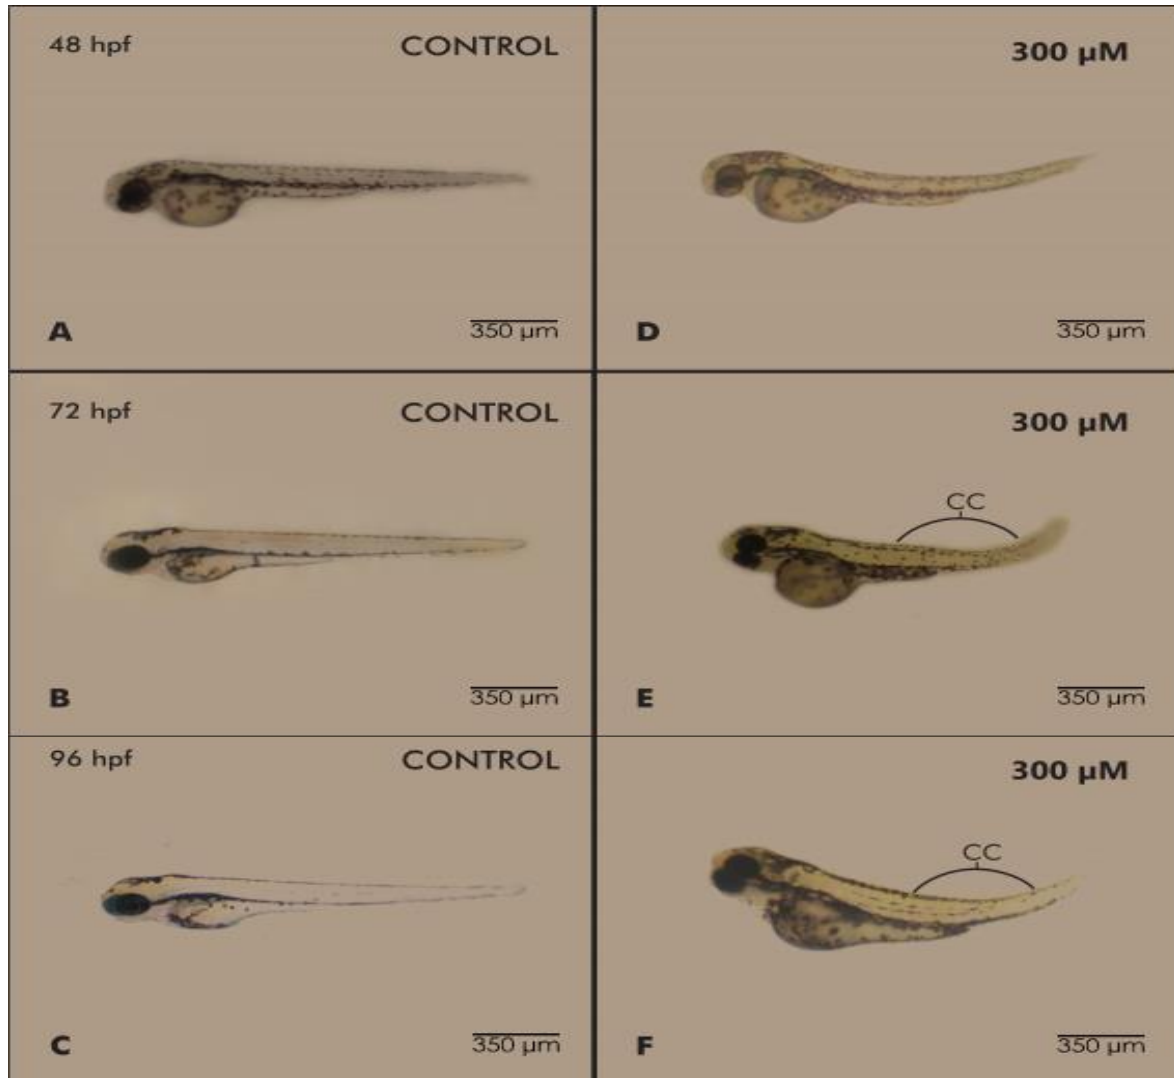 48 hpf
CONTROL
A
350 µm
300 µM
D
350 µm
72 hpf
CONTROL
B
350 µm
300 µM
CC
E
350 µm
96 hpf
CONTROL
C
350 µm
300 µM
CC
F
350 µm